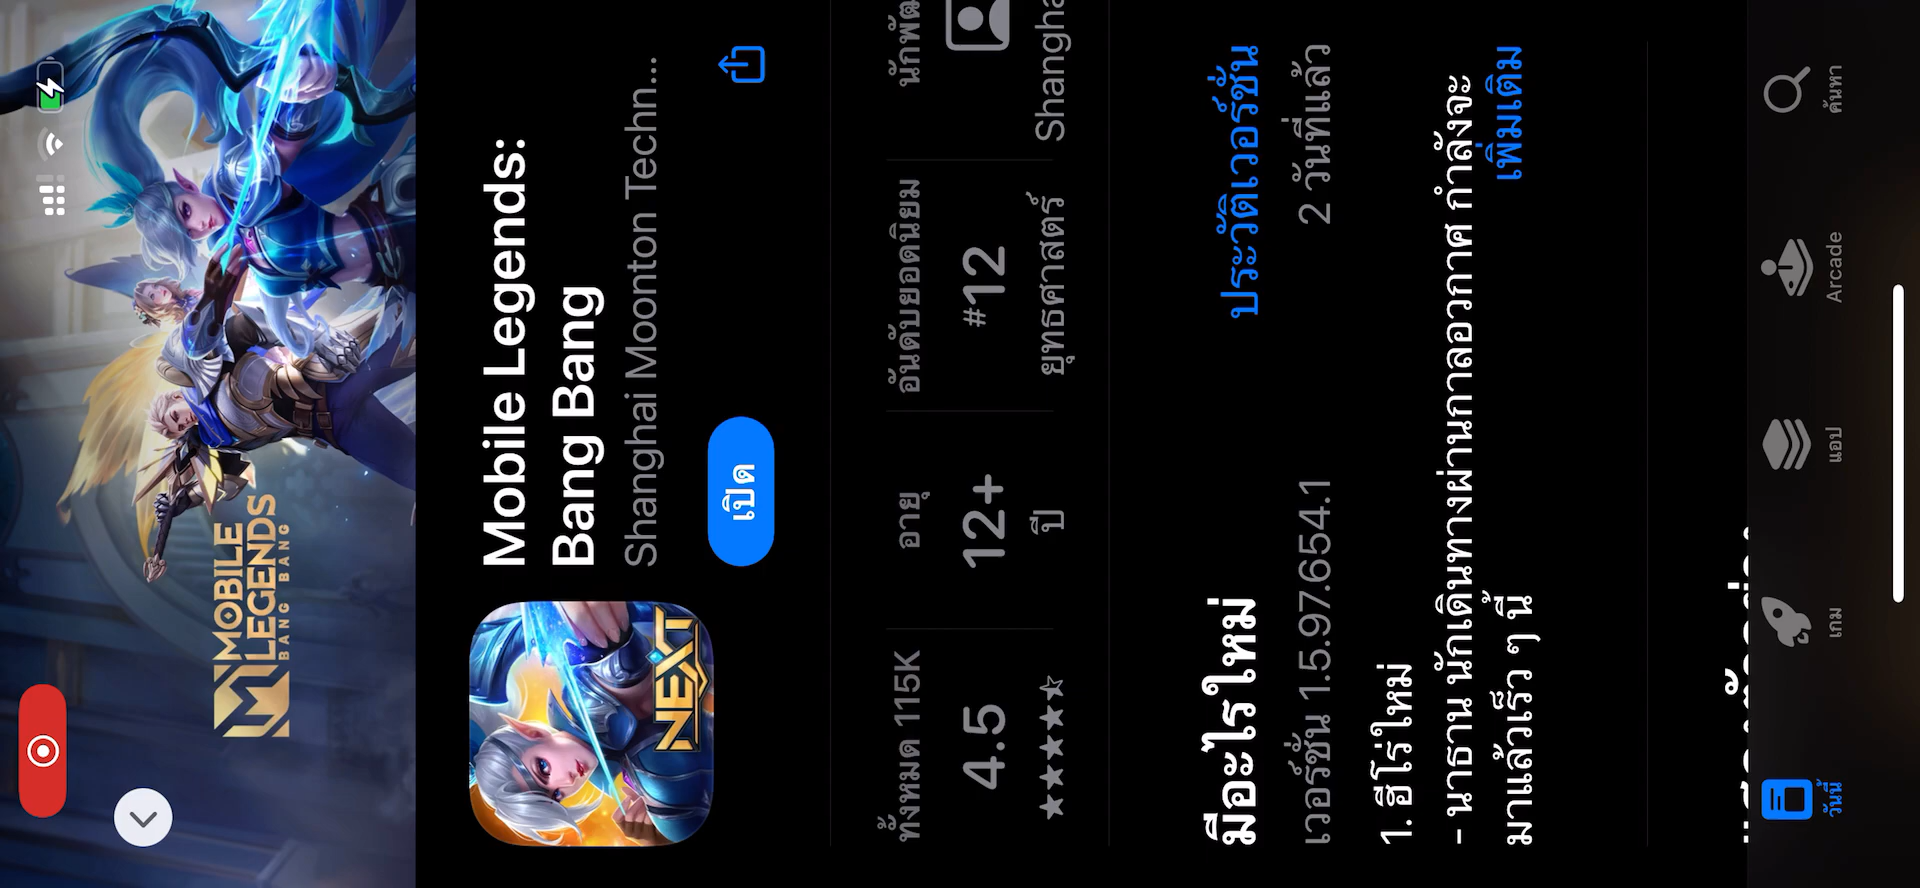 MOBILE
LEGENDS
BANG BANG
NEXT
Mobile Legends:
Bang Bang
Shanghai Moonton Techn...
เปิด
ทั้งหมด 115K
4.5
อายุ
12+
ปี
อันดับยอดนิยม
#12
ยุทธศาสตร์
นักพัฒ
Shangha
มีอะไรใหม่
ประวัติเวอร์ชั่น
เวอร์ชั่น 1.5.97.654.1
2 วันที่แล้ว
1. ฮีโร่ใหม่
- นาธาน นักเดินทางผ่านกาลอวกาศ กำลังจะ
มาแล้วเร็ว ๆ นี้
เพิ่มเติม
วันนี้
เกม
แอป
Arcade
ค้นหา